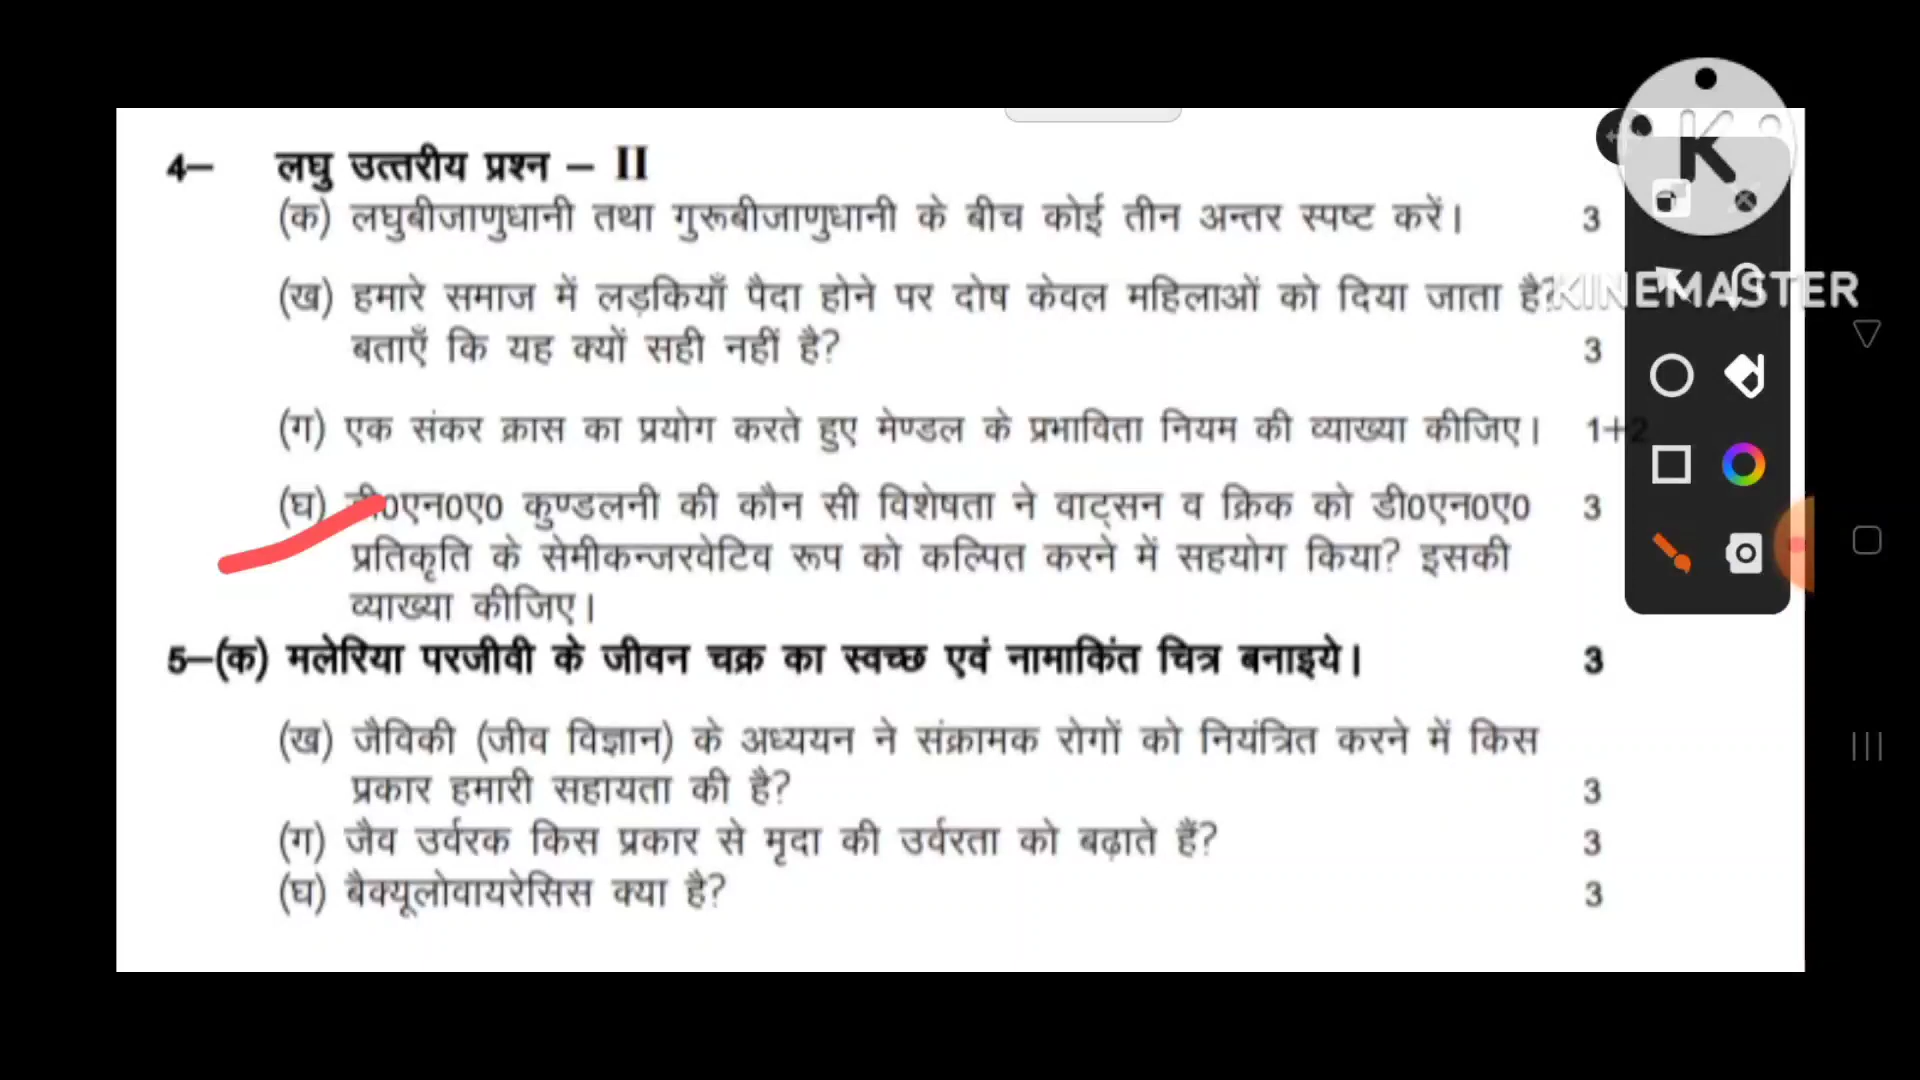 4– लघु उत्तरीय प्रश्न – II
(क) लघुबीजाणुधानी तथा गुरूबीजाणुधानी के बीच कोई तीन अन्तर स्पष्ट करें। 3
(ख) हमारे समाज में लड़कियाँ पैदा होने पर दोष केवल महिलाओं को दिया जाता है?
KINEMASTER
बताएँ कि यह क्यों सही नहीं है? 3
(ग) एक संकर क्रास का प्रयोग करते हुए मेण्डल के प्रभाविता नियम की व्याख्या कीजिए। 1+2
(घ) कुण्डलनी की कौन सी विशेषता ने वाट्सन व क्रिक को डी0एन0ए0 3
प्रतिकृति के सेमीकन्जरवेटिव रूप को कल्पित करने में सहयोग किया? इसकी
व्याख्या कीजिए।
5–(क) मलेरिया परजीवी के जीवन चक्र का स्वच्छ एवं नामाकिंत चित्र बनाइये। 3
(ख) जैविकी (जीव विज्ञान) के अध्ययन ने संक्रामक रोगों को नियंत्रित करने में किस
प्रकार हमारी सहायता की है? 3
(ग) जैव उर्वरक किस प्रकार से मृदा की उर्वरता को बढ़ाते हैं? 3
(घ) बैक्यूलोवायरेसिस क्या है? 3